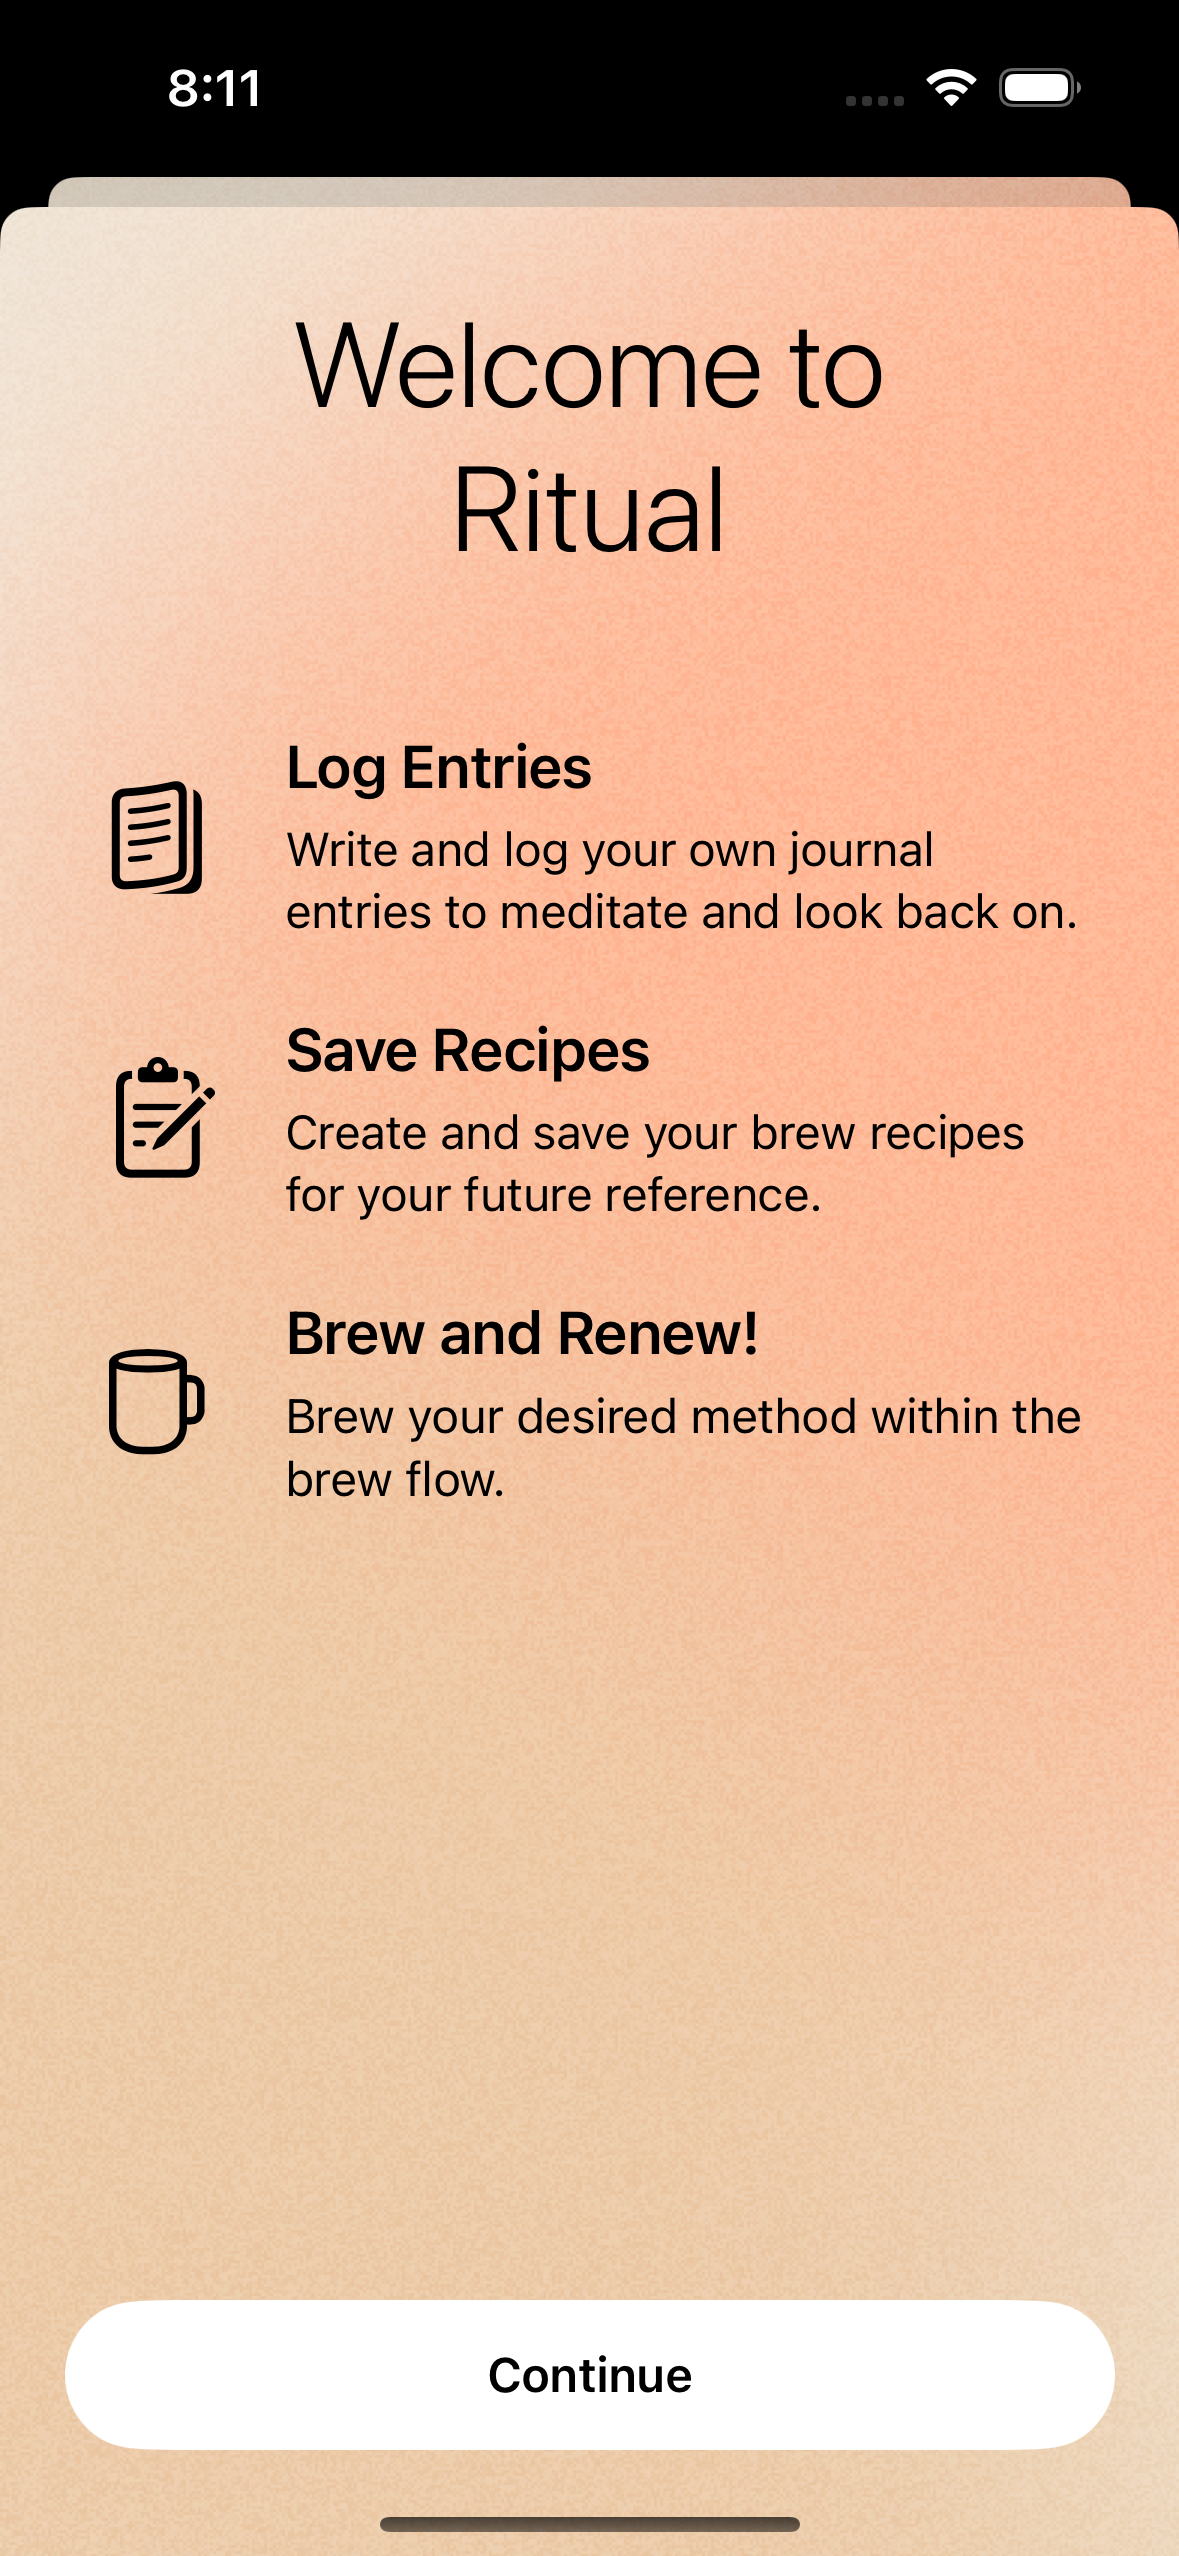 8:11
Welcome to
Ritual
Log Entries
Write and log your own journal
entries to meditate and look back on.
Save Recipes
Create and save your brew recipes
for your future reference.
Brew and Renew!
Brew your desired method within the
brew flow.
Continue